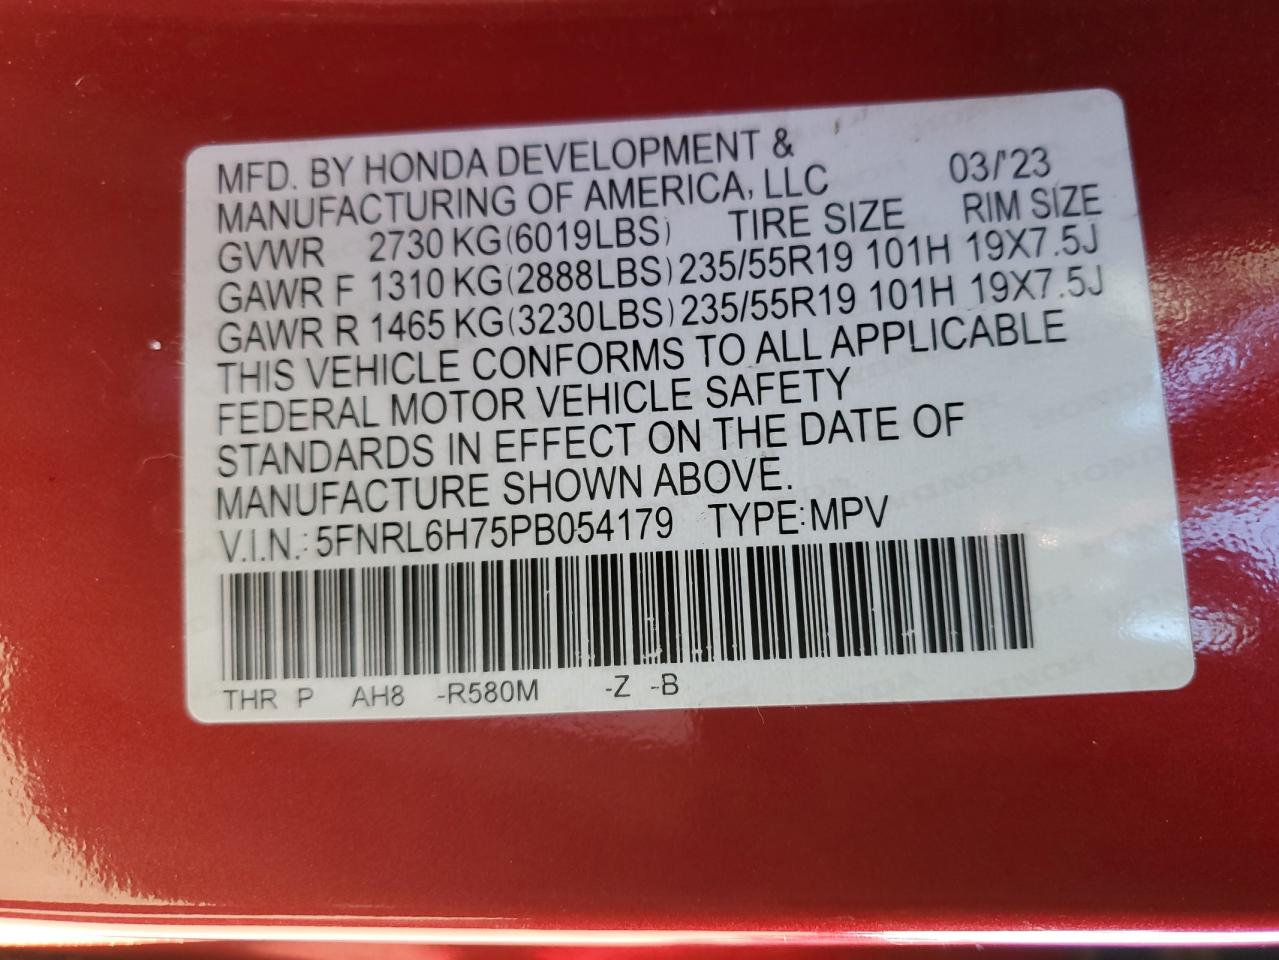 MFD. BY HONDA DEVELOPMENT &
MANUFACTURING OF AMERICA, LLC 03/'23
GVWR 2730 KG(6019LBS) TIRE SIZE RIM SIZE
GAWR F 1310 KG(2888LBS) 235/55R19 101H 19X7.5J
GAWR R 1465 KG(3230LBS) 235/55R19 101H 19X7.5J
THIS VEHICLE CONFORMS TO ALL APPLICABLE
FEDERAL MOTOR VEHICLE SAFETY
STANDARDS IN EFFECT ON THE DATE OF
MANUFACTURE SHOWN ABOVE.
V.I.N.: 5FNRL6H75PB054179 TYPE:MPV
THR P AH8 -R580M -Z -B